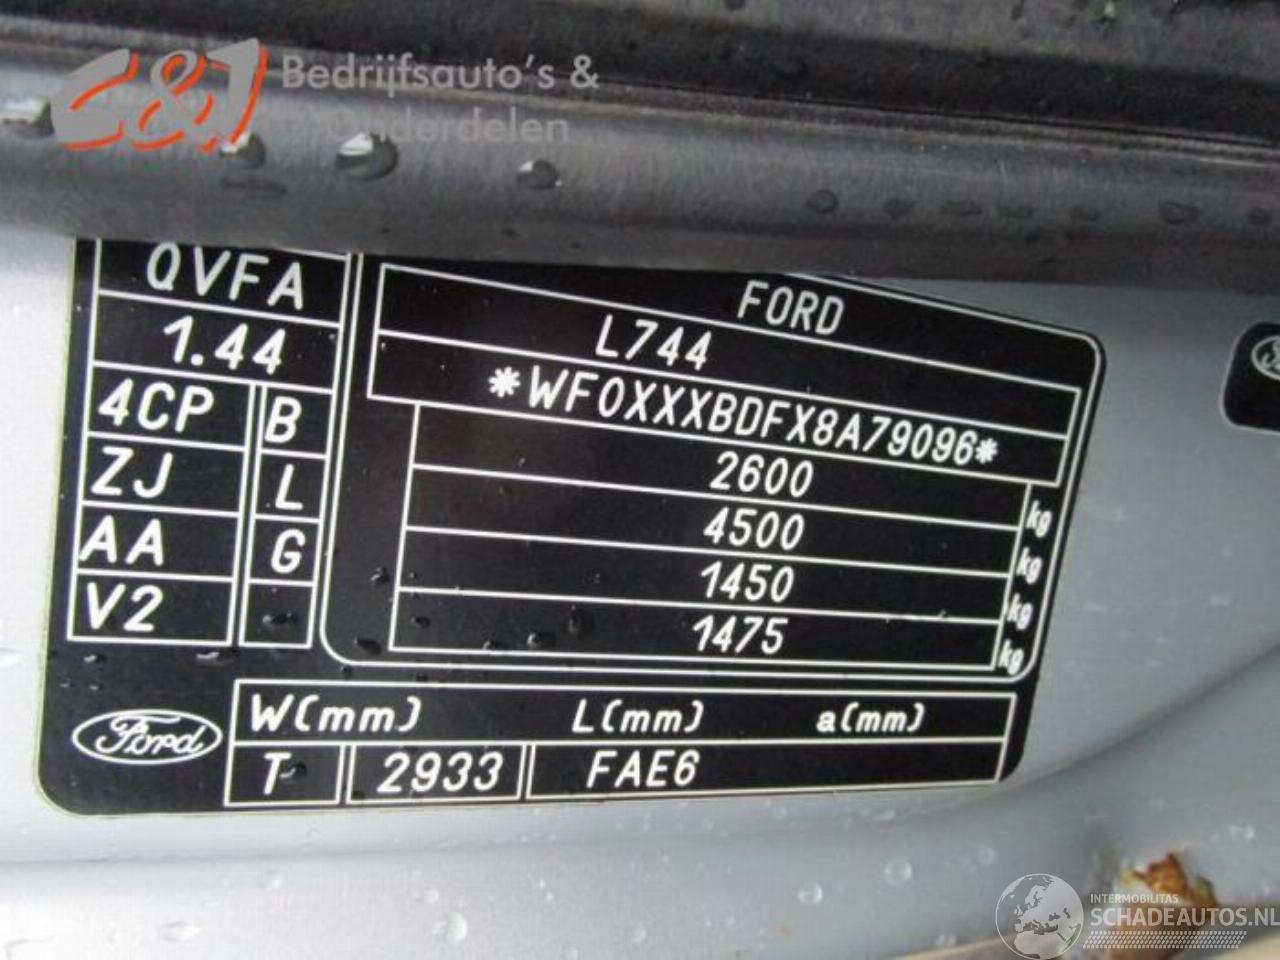 C&J Bedrijfsauto's &
Onderdelen
QVFA
1.44
4CP B
ZJ L
AA G
V2
FORD
L744
*WF0XXXBDFX8A79096*
2600 kg
4500 kg
1450 kg
1475 kg
Ford
W(mm) L(mm) a(mm)
T 2933 FAE6
INTERMOBILITAS
SCHADEAUTOS.NL